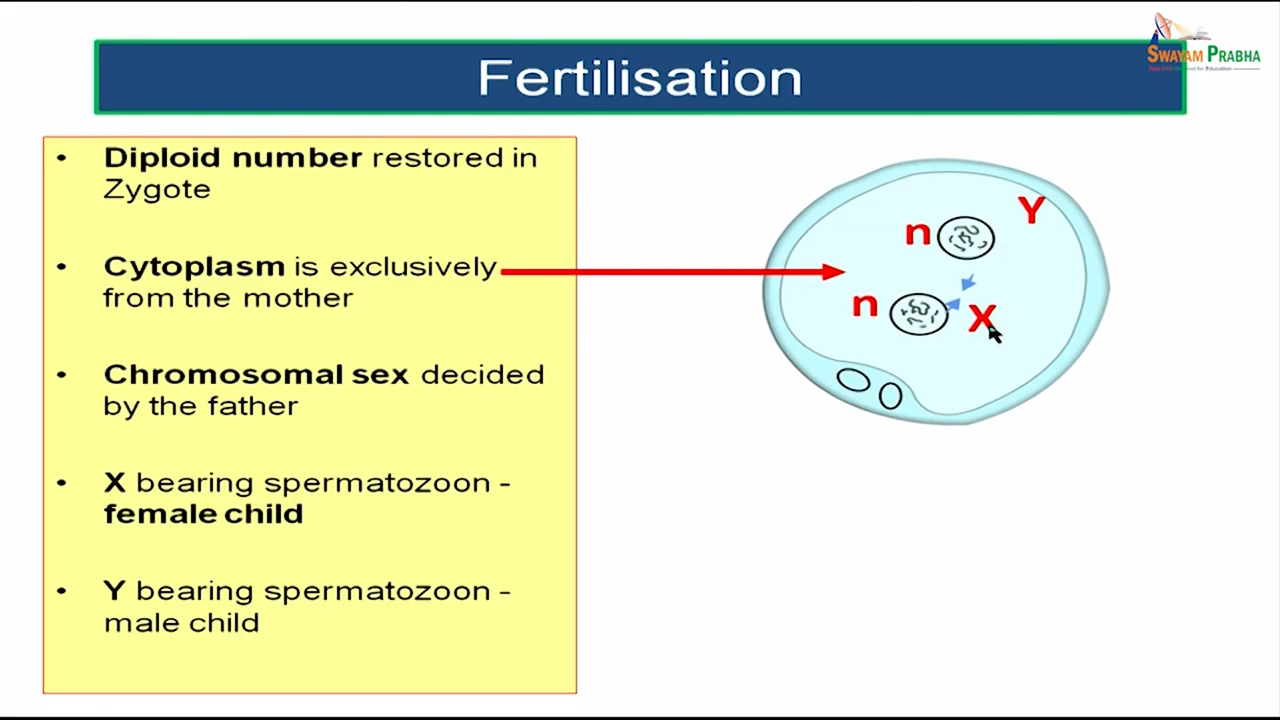 SWAYAM PRABHA
Fertilisation
• Diploid number restored in
Zygote
• Cytoplasm is exclusively
from the mother
• Chromosomal sex decided
by the father
• X bearing spermatozoon -
female child
• Y bearing spermatozoon -
male child
Y
n
n
X